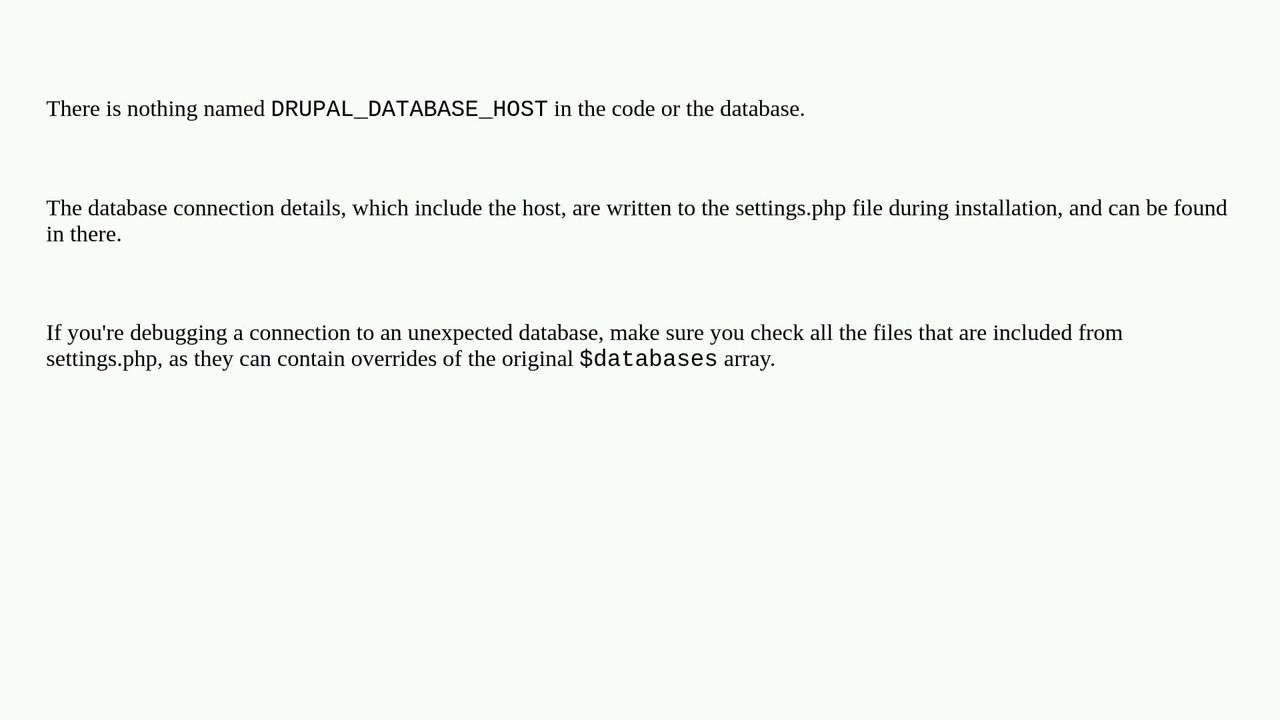 There is nothing named DRUPAL_DATABASE_HOST in the code or the database.
The database connection details, which include the host, are written to the settings.php file during installation, and can be found
in there.
If you're debugging a connection to an unexpected database, make sure you check all the files that are included from
settings.php, as they can contain overrides of the original $databases array.